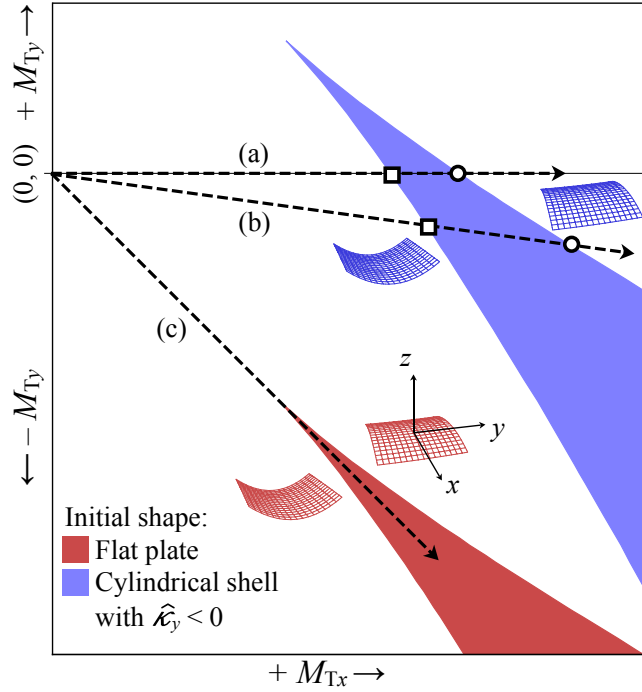 (0, 0) + M_Ty →
← − M_Ty
(a)
(b)
(c)
z
y
x
Initial shape:
Flat plate
Cylindrical shell
with κ̂_y < 0
+ M_Tx →